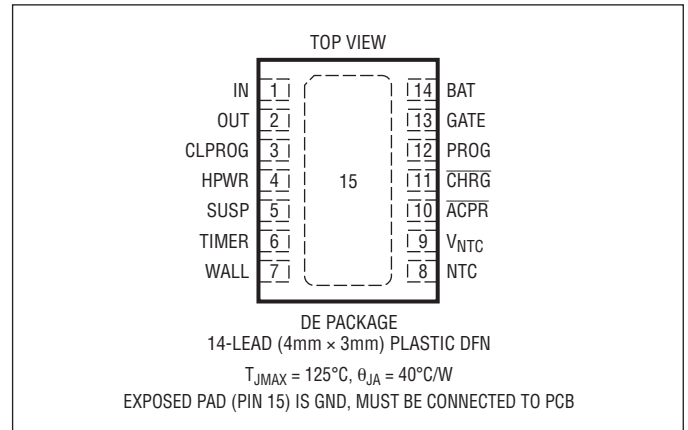 TOP VIEW
IN 1 14 BAT
OUT 2 13 GATE
CLPROG 3 12 PROG
HPWR 4 15 11 CHRG
SUSP 5 10 ACPR
TIMER 6 9 VNTC
WALL 7 8 NTC
DE PACKAGE
14-LEAD (4mm × 3mm) PLASTIC DFN
TJMAX = 125°C, θJA = 40°C/W
EXPOSED PAD (PIN 15) IS GND, MUST BE CONNECTED TO PCB